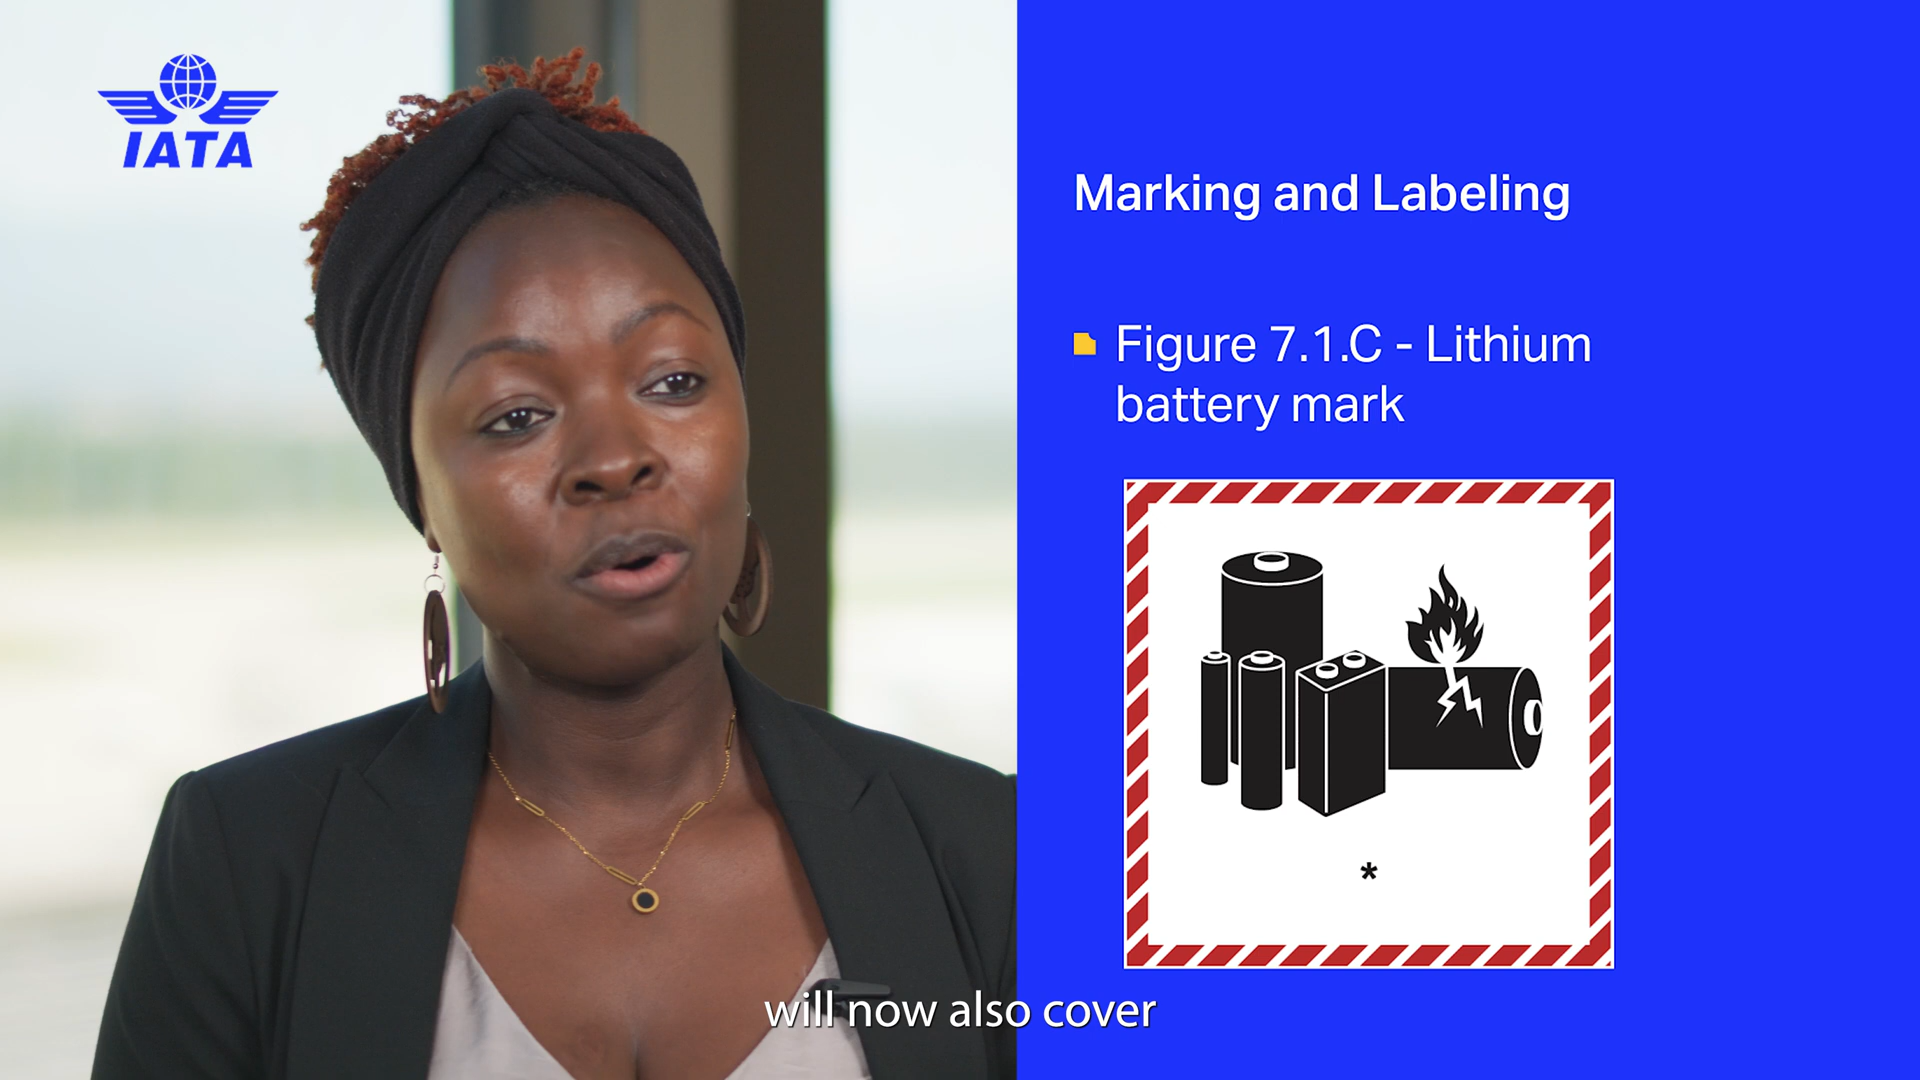 IATA
Marking and Labeling
Figure 7.1.C - Lithium
battery mark
*
will now also cover